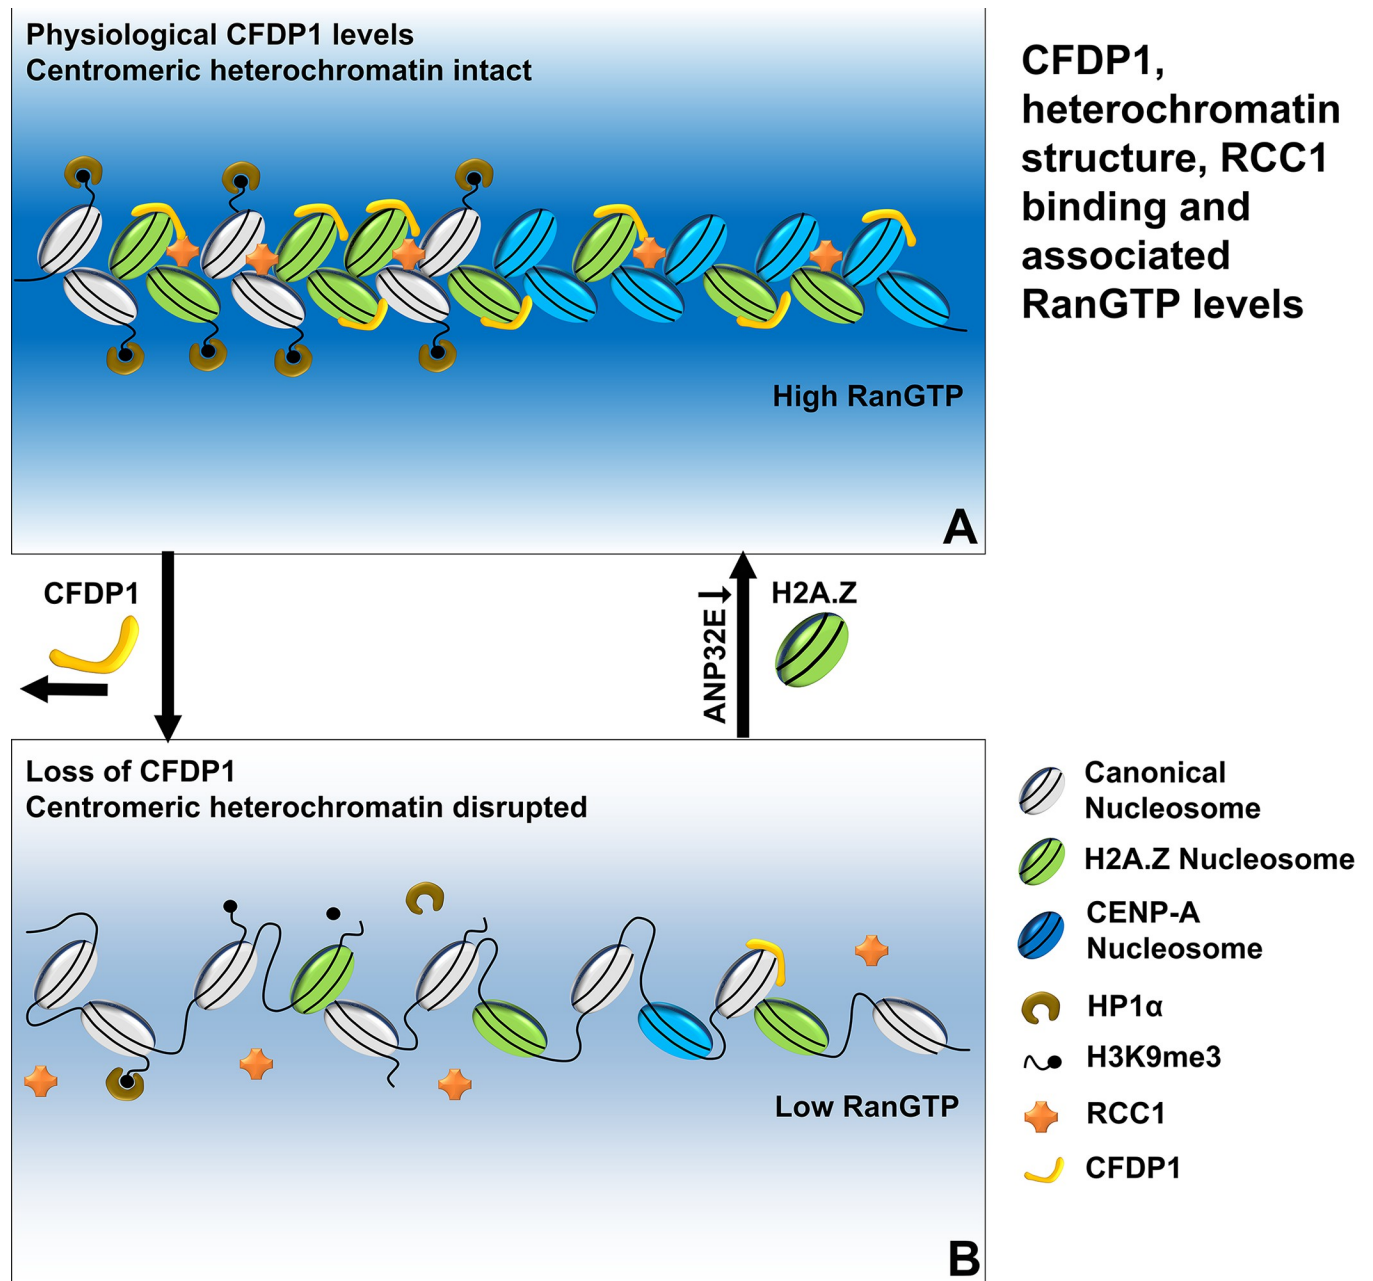 Physiological CFDP1 levels
Centromeric heterochromatin intact
High RanGTP
A
CFDP1,
heterochromatin
structure, RCC1
binding and
associated
RanGTP levels
CFDP1
ANP32E
H2A.Z
Loss of CFDP1
Centromeric heterochromatin disrupted
Low RanGTP
B
Canonical
Nucleosome
H2A.Z Nucleosome
CENP-A
Nucleosome
HP1α
H3K9me3
RCC1
CFDP1